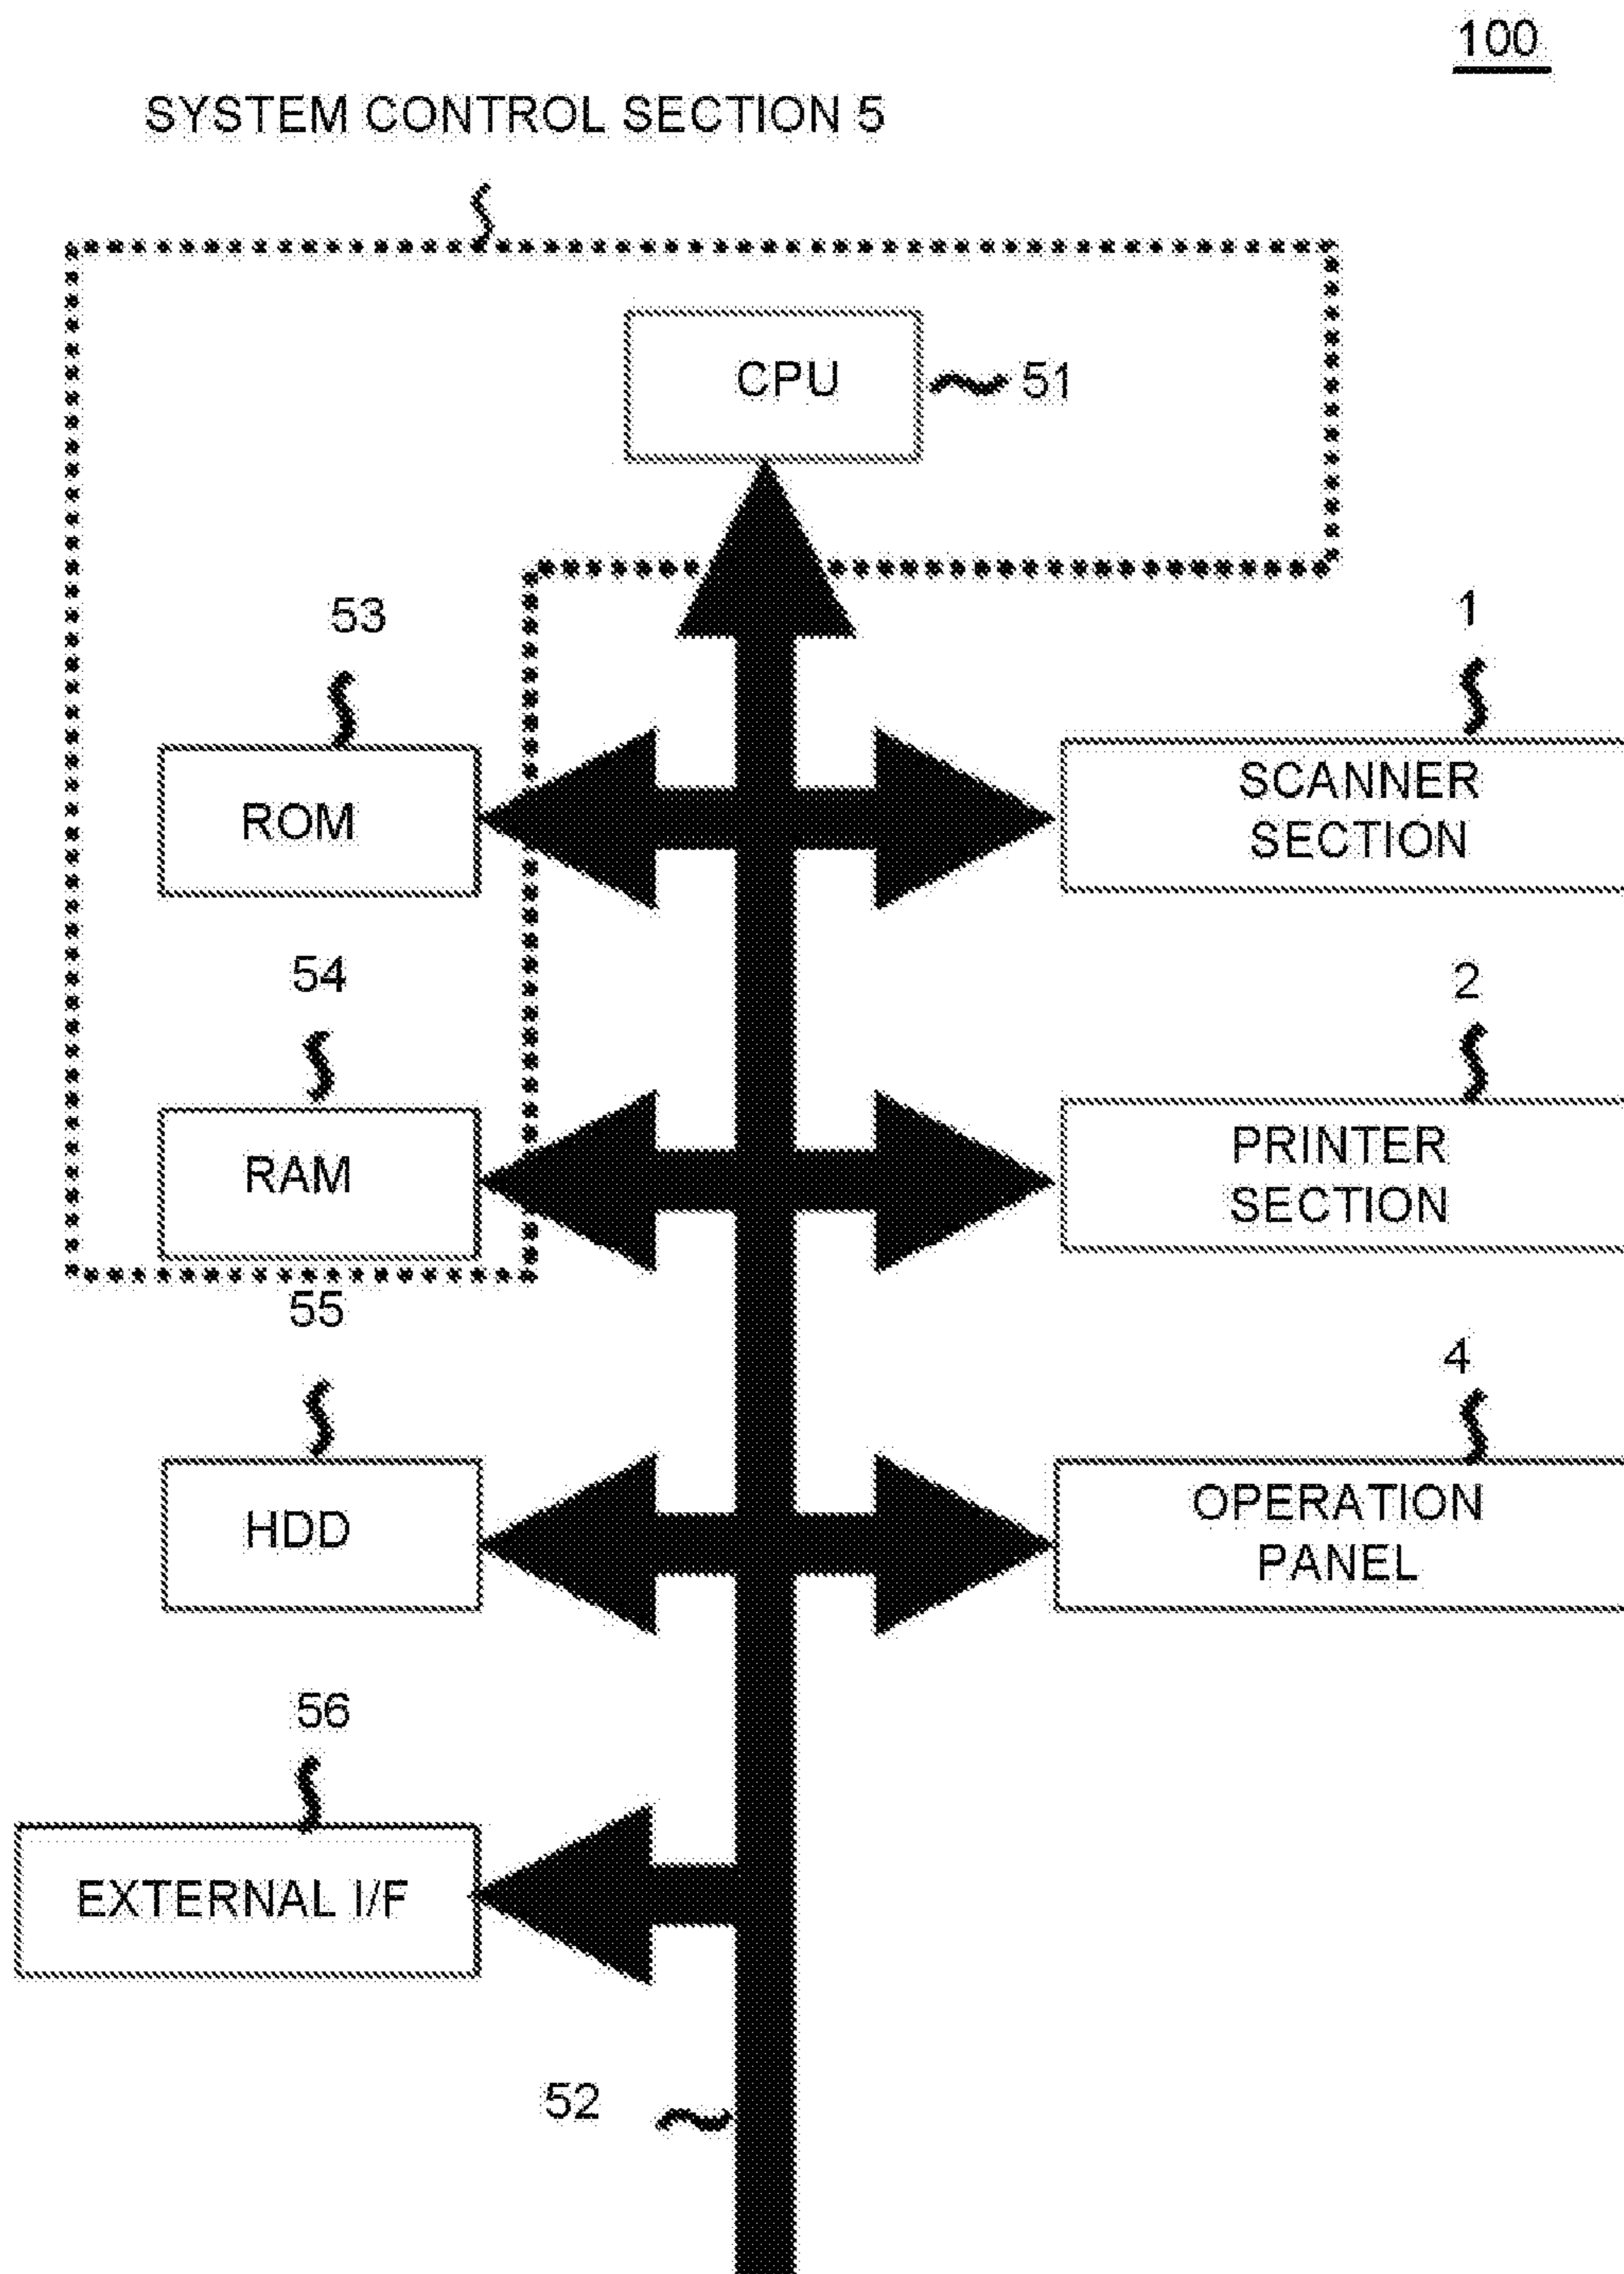 100
SYSTEM CONTROL SECTION 5
CPU
51
53
1
ROM
SCANNER
SECTION
54
2
RAM
PRINTER
SECTION
55
4
HDD
OPERATION
PANEL
56
EXTERNAL I/F
52